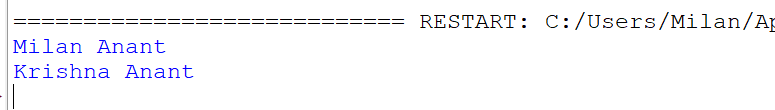 ============================ RESTART: C:/Users/Milan/Ap
Milan Anant
Krishna Anant